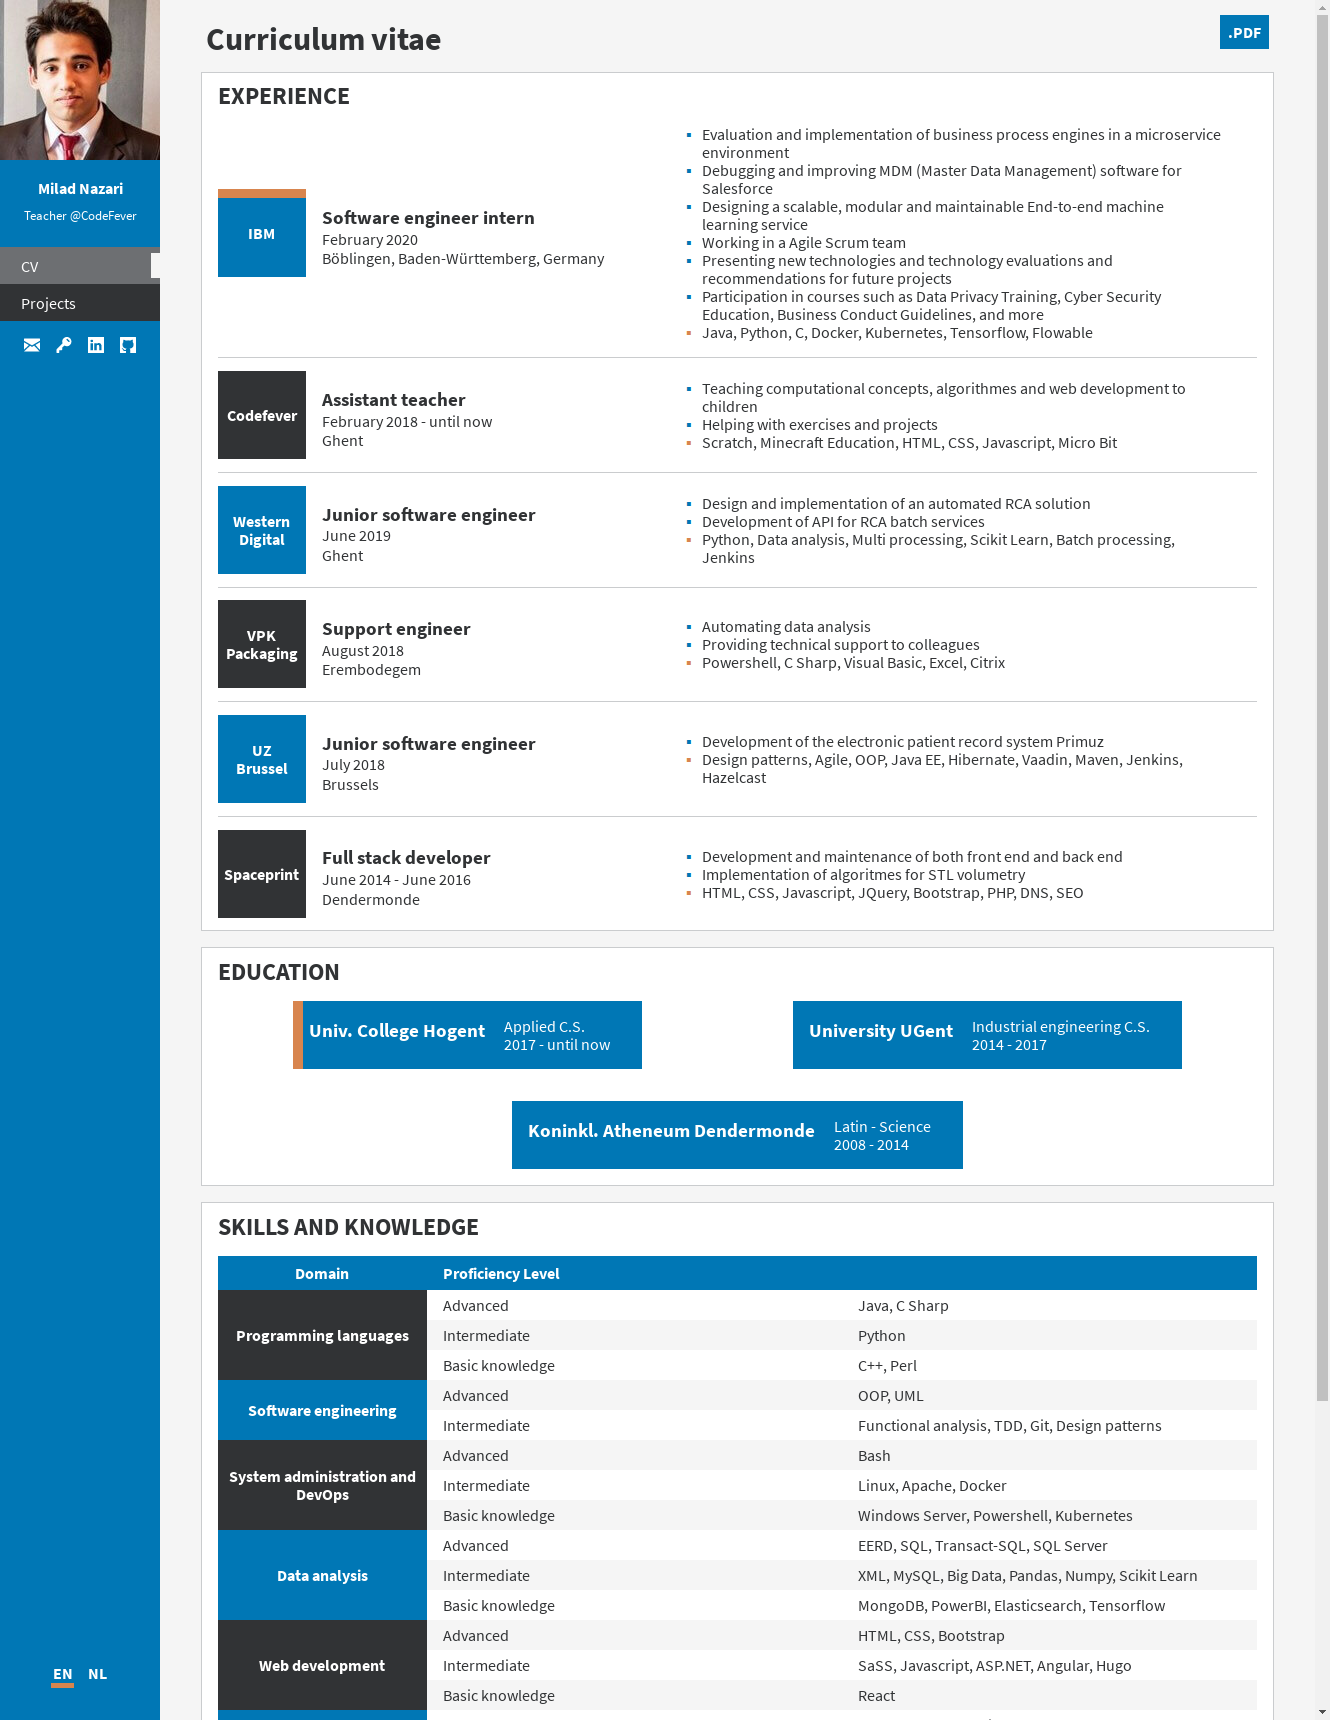 Curriculum vitae
.PDF
Milad Nazari
Teacher @CodeFever
CV
Projects
EN NL
EXPERIENCE
IBM
Software engineer intern
February 2020
Böblingen, Baden-Württemberg, Germany
Evaluation and implementation of business process engines in a microservice
environment
Debugging and improving MDM (Master Data Management) software for
Salesforce
Designing a scalable, modular and maintainable End-to-end machine
learning service
Working in a Agile Scrum team
Presenting new technologies and technology evaluations and
recommendations for future projects
Participation in courses such as Data Privacy Training, Cyber Security
Education, Business Conduct Guidelines, and more
Java, Python, C, Docker, Kubernetes, Tensorflow, Flowable
Codefever
Assistant teacher
February 2018 - until now
Ghent
Teaching computational concepts, algorithmes and web development to
children
Helping with exercises and projects
Scratch, Minecraft Education, HTML, CSS, Javascript, Micro Bit
Western
Digital
Junior software engineer
June 2019
Ghent
Design and implementation of an automated RCA solution
Development of API for RCA batch services
Python, Data analysis, Multi processing, Scikit Learn, Batch processing,
Jenkins
VPK
Packaging
Support engineer
August 2018
Erembodegem
Automating data analysis
Providing technical support to colleagues
Powershell, C Sharp, Visual Basic, Excel, Citrix
UZ
Brussel
Junior software engineer
July 2018
Brussels
Development of the electronic patient record system Primuz
Design patterns, Agile, OOP, Java EE, Hibernate, Vaadin, Maven, Jenkins,
Hazelcast
Spaceprint
Full stack developer
June 2014 - June 2016
Dendermonde
Development and maintenance of both front end and back end
Implementation of algoritmes for STL volumetry
HTML, CSS, Javascript, JQuery, Bootstrap, PHP, DNS, SEO
EDUCATION
Univ. College Hogent
Applied C.S.
2017 - until now
University UGent
Industrial engineering C.S.
2014 - 2017
Koninkl. Atheneum Dendermonde
Latin - Science
2008 - 2014
SKILLS AND KNOWLEDGE
Domain Proficiency Level
Programming languages
Advanced Java, C Sharp
Intermediate Python
Basic knowledge C++, Perl
Software engineering
Advanced OOP, UML
Intermediate Functional analysis, TDD, Git, Design patterns
System administration and
DevOps
Advanced Bash
Intermediate Linux, Apache, Docker
Basic knowledge Windows Server, Powershell, Kubernetes
Data analysis
Advanced EERD, SQL, Transact-SQL, SQL Server
Intermediate XML, MySQL, Big Data, Pandas, Numpy, Scikit Learn
Basic knowledge MongoDB, PowerBI, Elasticsearch, Tensorflow
Web development
Advanced HTML, CSS, Bootstrap
Intermediate SaSS, Javascript, ASP.NET, Angular, Hugo
Basic knowledge React